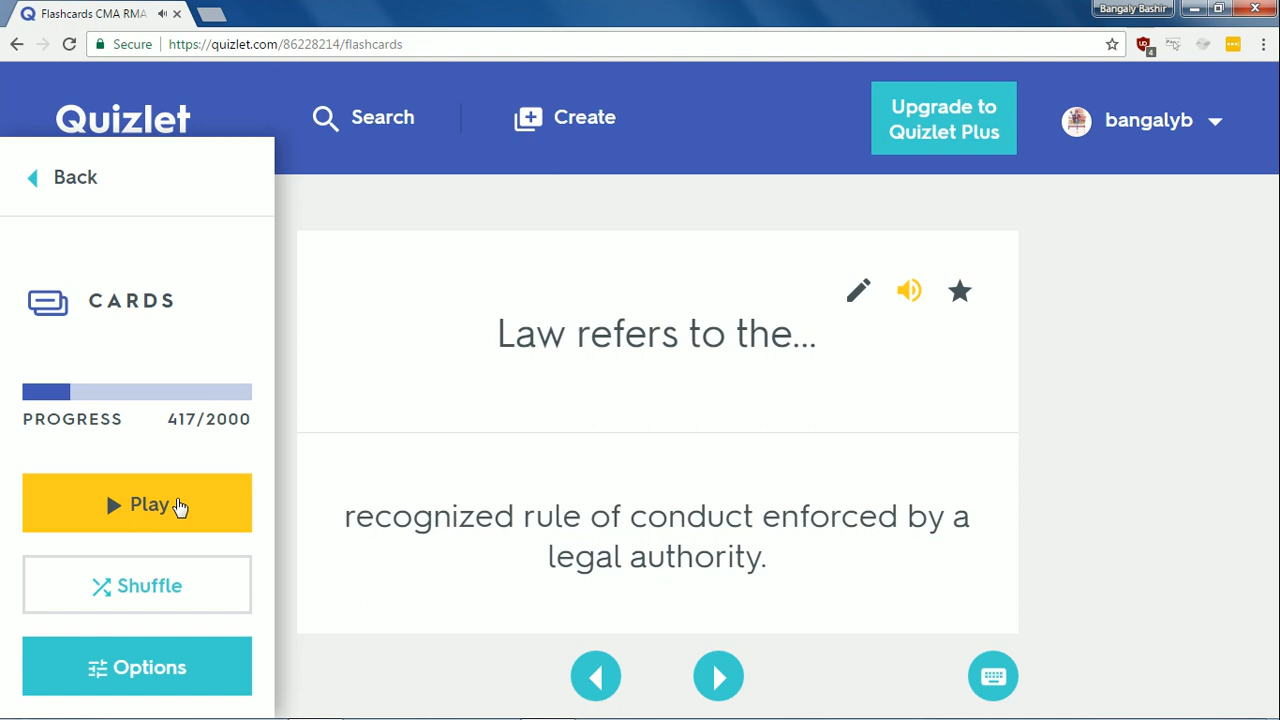 Flashcards CMA RMA
Bangaly Bashir
Secure
https://quizlet.com/86228214/flashcards
4
Quizlet
Search
Create
Upgrade to
Quizlet Plus
bangalyb
Back
CARDS
PROGRESS 417/2000
Play
Shuffle
Options
Law refers to the...
recognized rule of conduct enforced by a
legal authority.